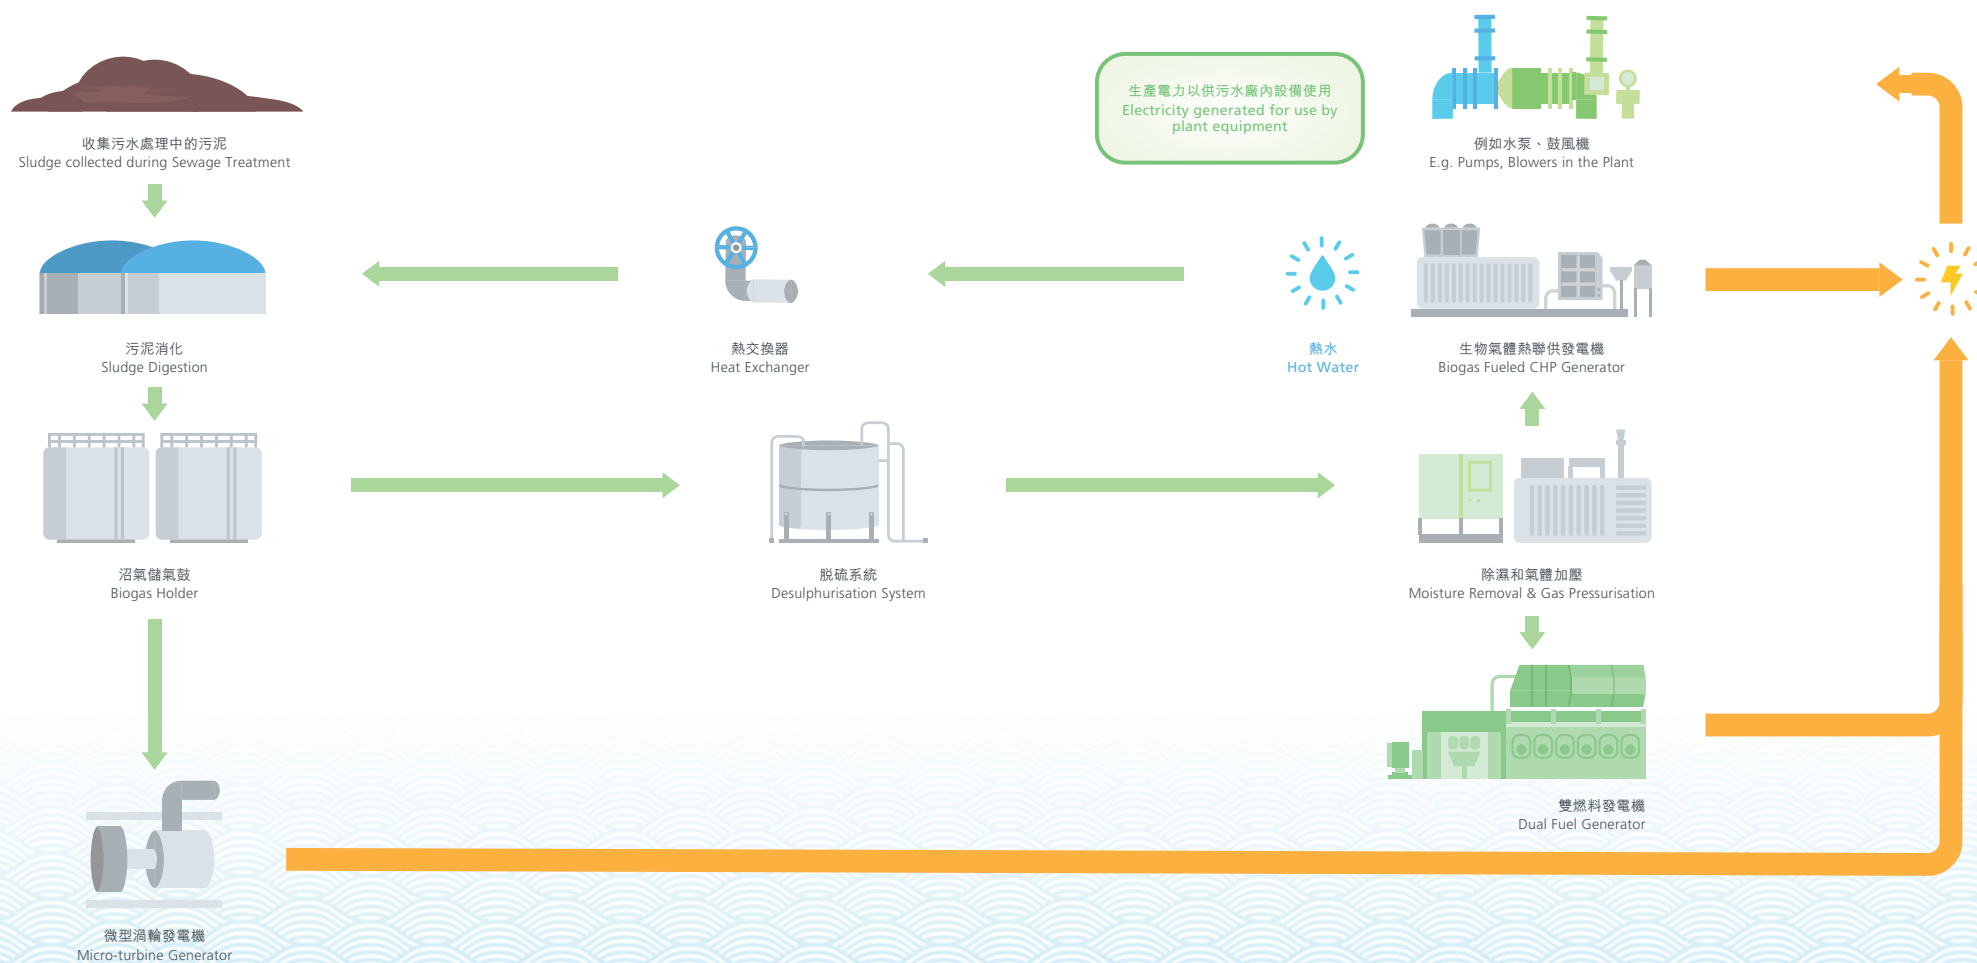 生產電力以供污水廠內設備使用
Electricity generated for use by
plant equipment
收集污水處理中的污泥
Sludge collected during Sewage Treatment
例如水泵、鼓風機
E.g. Pumps, Blowers in the Plant
污泥消化
Sludge Digestion
熱交換器
Heat Exchanger
熱水
Hot Water
生物氣體熱聯供發電機
Biogas Fueled CHP Generator
沼氣儲氣鼓
Biogas Holder
脱硫系統
Desulphurisation System
除濕和氣體加壓
Moisture Removal & Gas Pressurisation
雙燃料發電機
Dual Fuel Generator
微型渦輪發電機
Micro-turbine Generator